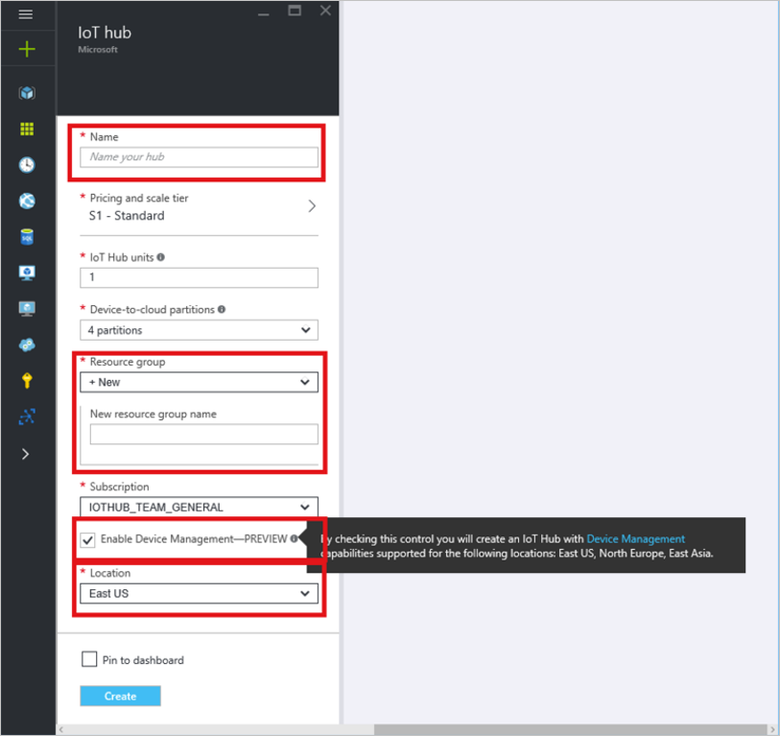 IoT hub
Microsoft
* Name
Name your hub
* Pricing and scale tier
S1 - Standard
* IoT Hub units
1
* Device-to-cloud partitions
4 partitions
* Resource group
+ New
New resource group name
* Subscription
IOTHUB_TEAM_GENERAL
Enable Device Management—PREVIEW
By checking this control you will create an IoT Hub with Device Management
capabilities supported for the following locations: East US, North Europe, East Asia.
* Location
East US
Pin to dashboard
Create